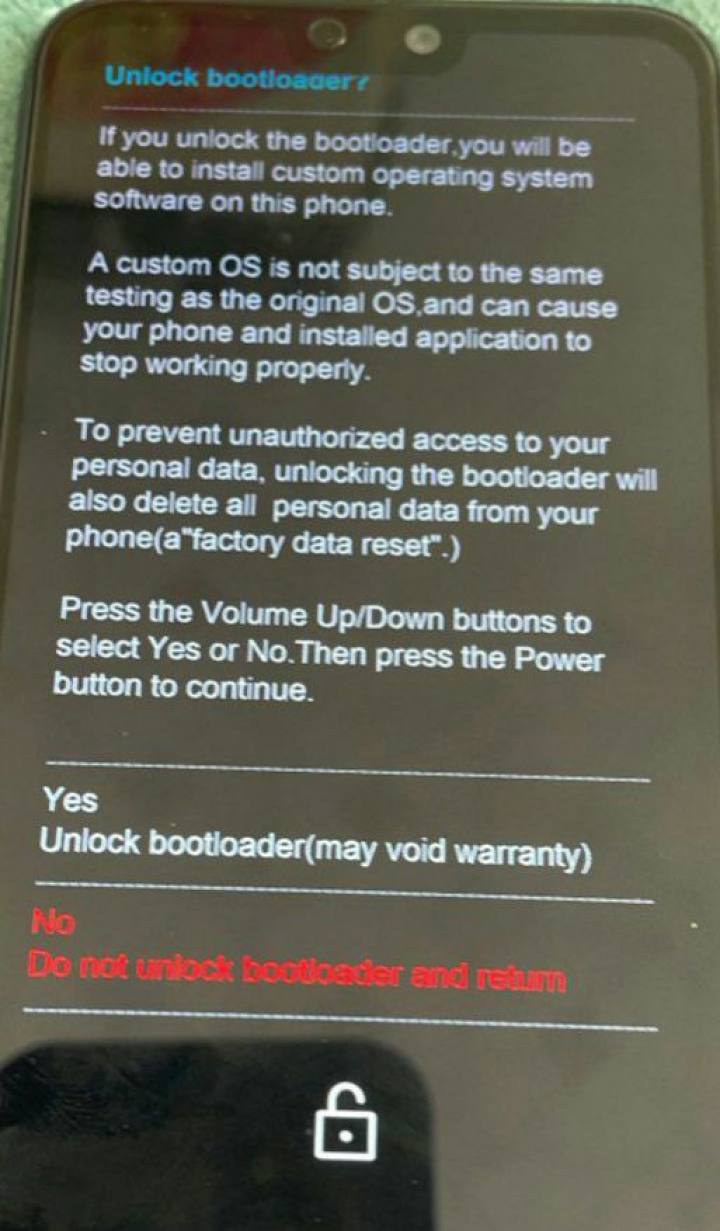 Unlock bootloader?
If you unlock the bootloader,you will be
able to install custom operating system
software on this phone.
A custom OS is not subject to the same
testing as the original OS,and can cause
your phone and installed application to
stop working properly.
To prevent unauthorized access to your
personal data, unlocking the bootloader will
also delete all personal data from your
phone(a"factory data reset".)
Press the Volume Up/Down buttons to
select Yes or No.Then press the Power
button to continue.
Yes
Unlock bootloader(may void warranty)
No
Do not unlock bootloader and return